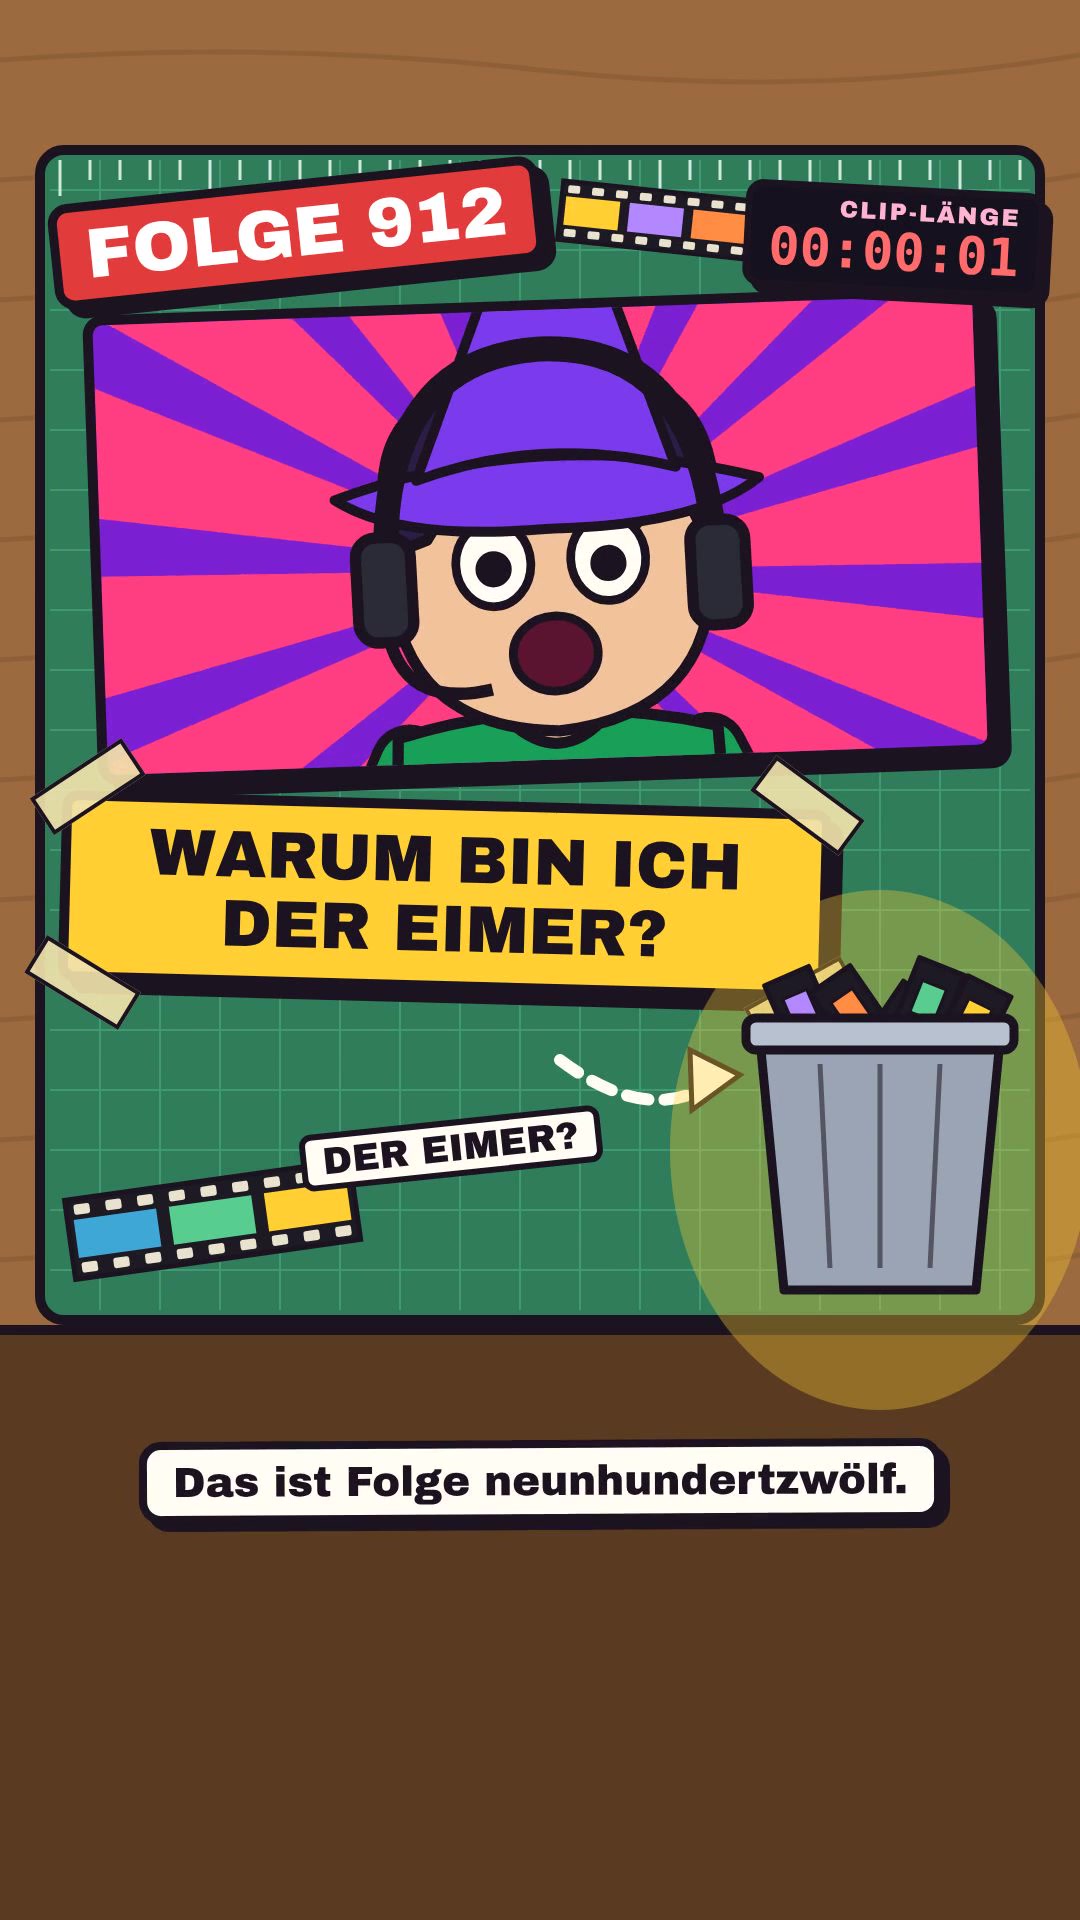 FOLGE 912
CLIP-LÄNGE
00:00:01
WARUM BIN ICH
DER EIMER?
DER EIMER?
Das ist Folge neunhundertzwölf.